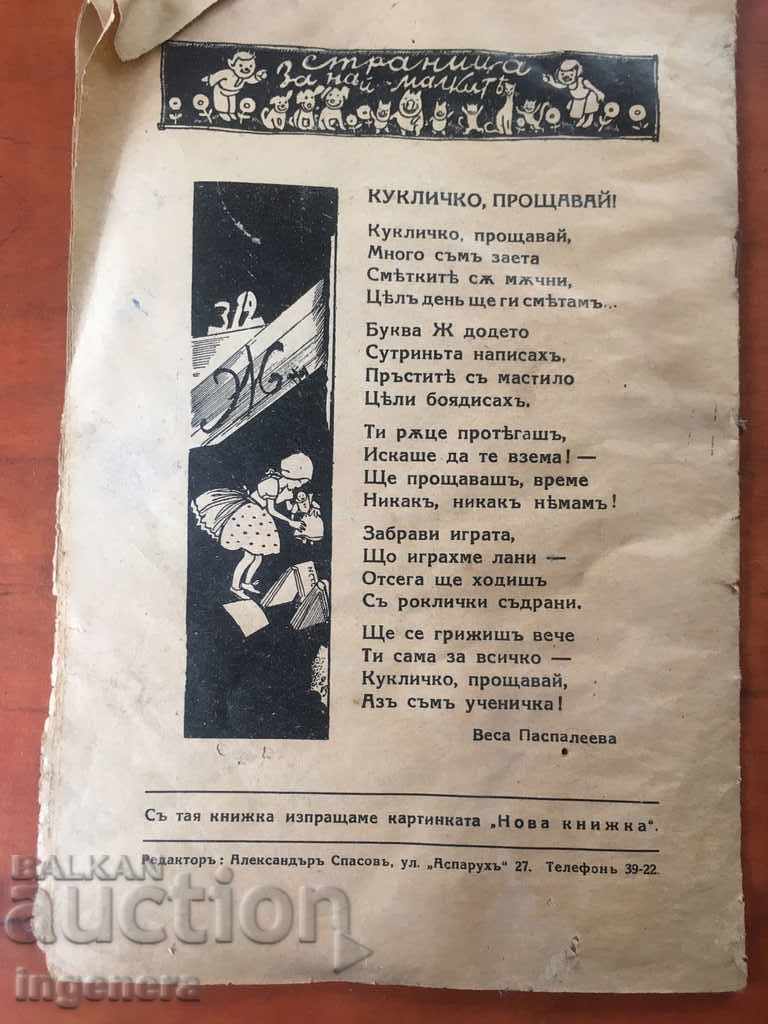 страница
За най-малкитѣ
КУКЛИЧКО, ПРОЩАВАЙ!
Кукличко, прощавай,
Много съмъ заета
Смѣткитѣ сѫ мѫчни,
Цѣлъ день ще ги смѣтамъ...
Буква Ж додето
Сутриньта написахъ,
Пръститѣ съ мастило
Цѣли боядисахъ.
Ти рѫце протѣгашъ,
Искаше да те взема! —
Ще прощавашъ, време
Никакъ, никакъ нѣмамъ!
Забрави играта,
Що играхме лани —
Отсега ще ходишъ
Съ роклички съдрани.
Ще се грижишъ вече
Ти сама за всичко —
Кукличко, прощавай,
Азъ съмъ ученичка!
Веса Паспалеева
312
Ж
Съ тая книжка изпращаме картинката „Нова книжка“.
Редакторъ: Александъръ Спасовъ, ул. „Аспарухъ“ 27. Телефонъ 39-22.
BALKAN
auction
ingenera